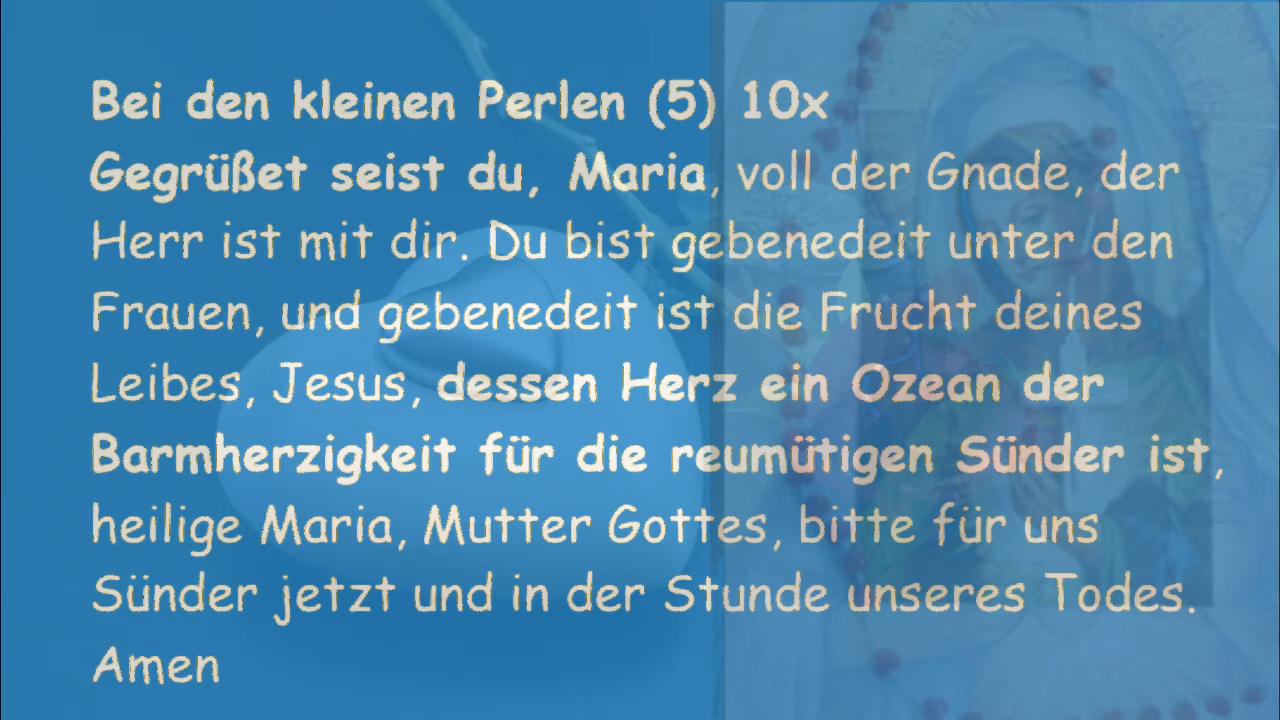 Bei den kleinen Perlen (5) 10x
Gegrüßet seist du, Maria, voll der Gnade, der
Herr ist mit dir. Du bist gebenedeit unter den
Frauen, und gebenedeit ist die Frucht deines
Leibes, Jesus, dessen Herz ein Ozean der
Barmherzigkeit für die reumütigen Sünder ist,
heilige Maria, Mutter Gottes, bitte für uns
Sünder jetzt und in der Stunde unseres Todes.
Amen